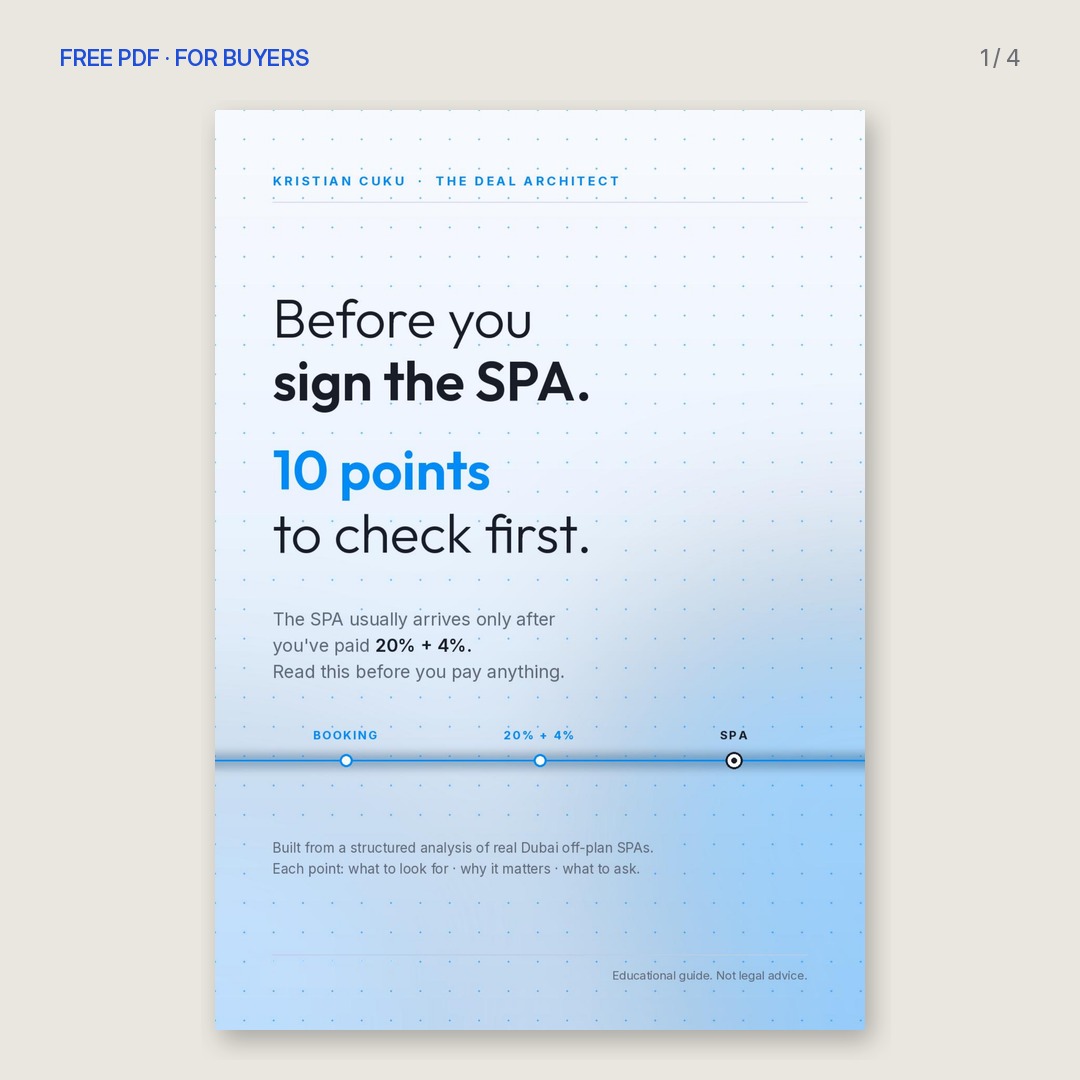 FREE PDF · FOR BUYERS
1 / 4
KRISTIAN CUKU · THE DEAL ARCHITECT
Before you
sign the SPA.
10 points
to check first.
The SPA usually arrives only after
you've paid 20% + 4%.
Read this before you pay anything.
BOOKING
20% + 4%
SPA
Built from a structured analysis of real Dubai off-plan SPAs.
Each point: what to look for · why it matters · what to ask.
Educational guide. Not legal advice.